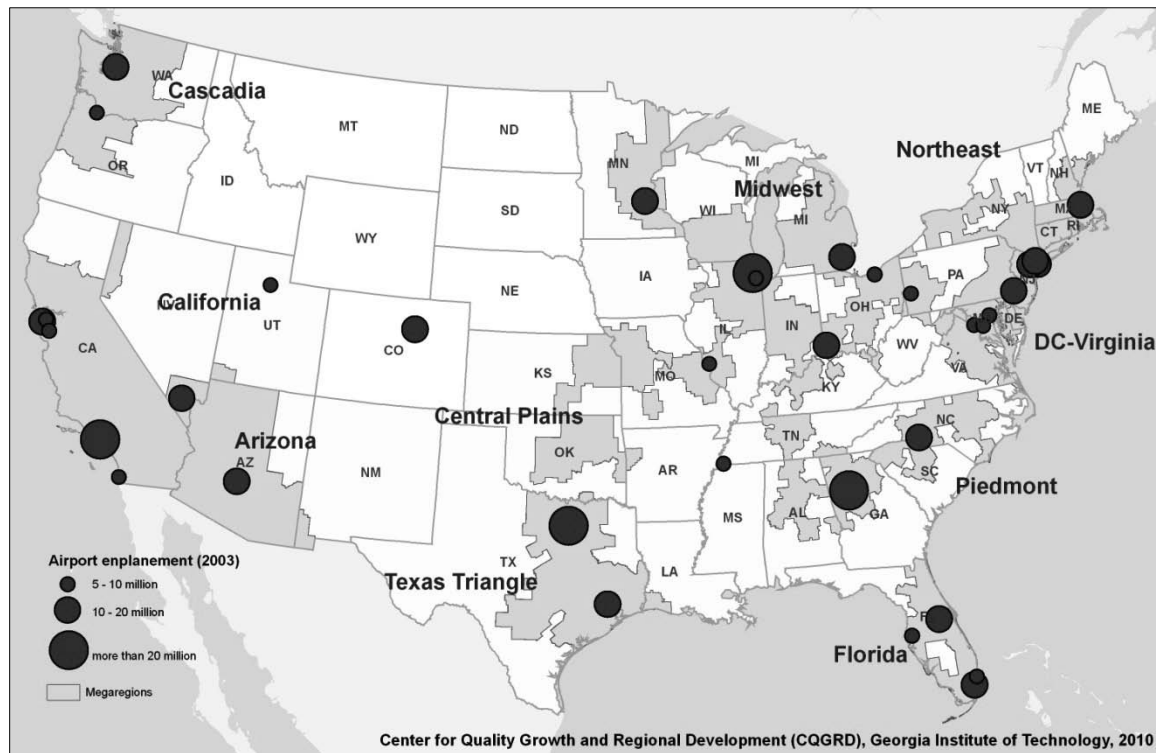 WA
Cascadia
OR
MT
ND
ME
Northeast
VT
NH
MN
MI
Midwest
WI
MI
NY
MA
RI
CT
ID
SD
WY
IA
NE
PA
NJ
OH
IN
IL
California
NV
UT
CO
CA
DE
MD
WV
VA
DC-Virginia
KS
MO
KY
Central Plains
Arizona
AZ
NM
OK
AR
TN
NC
SC
Piedmont
MS
AL
GA
TX
LA
Texas Triangle
Florida
Airport enplanement (2003)
5 - 10 million
10 - 20 million
more than 20 million
Megaregions
Center for Quality Growth and Regional Development (CQGRD), Georgia Institute of Technology, 2010